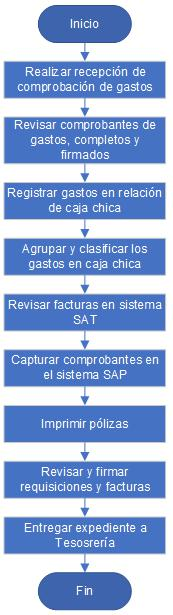 Inicio
Realizar recepción de
comprobación de gastos
Revisar comprobantes de
gastos, completos y
firmados
Registrar gastos en relación
de caja chica
Agrupar y clasificar los
gastos en caja chica
Revisar facturas en sistema
SAT
Capturar comprobantes en
el sistema SAP
Imprimir pólizas
Revisar y firmar
requisiciones y facturas
Entregar expediente a
Tesosrería
Fin